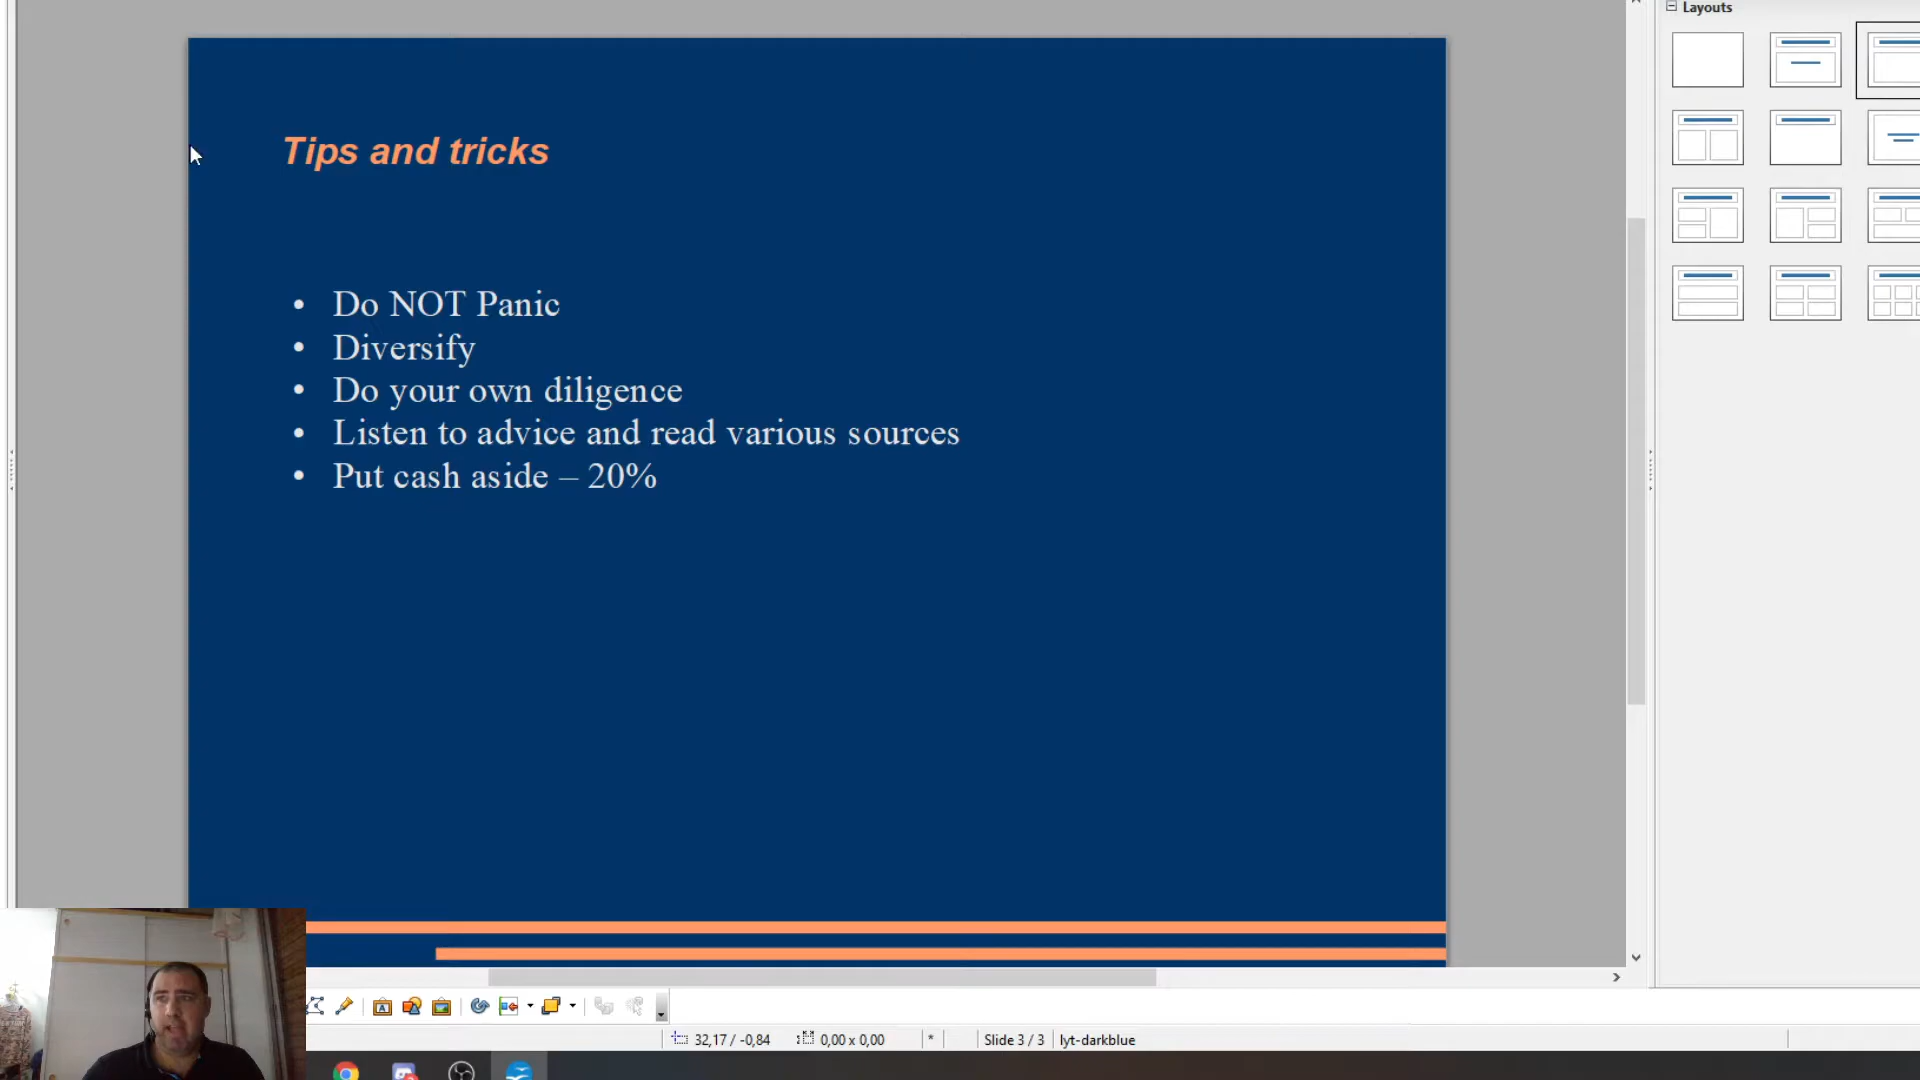 Layouts
Tips and tricks
• Do NOT Panic
• Diversify
• Do your own diligence
• Listen to advice and read various sources
• Put cash aside – 20%
32,17 / -0,84 0,00 x 0,00 * Slide 3 / 3 lyt-darkblue